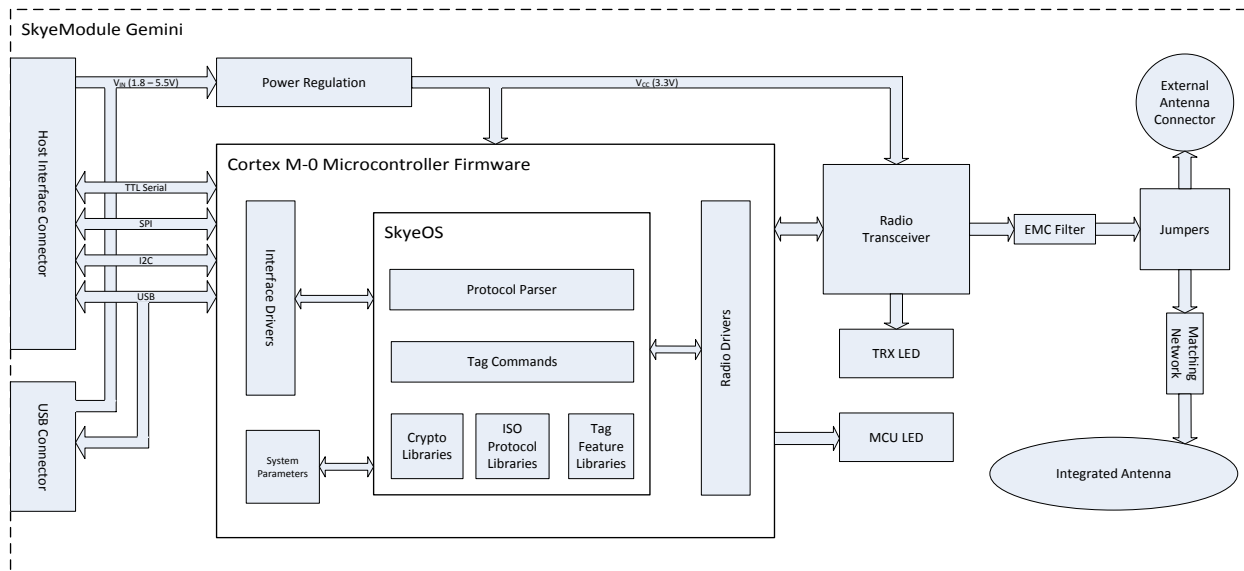 SkyeModule Gemini
Host Interface Connector
V_IN (1.8 – 5.5V)
Power Regulation
V_CC (3.3V)
External
Antenna
Connector
Cortex M-0 Microcontroller Firmware
TTL Serial
SPI
I2C
USB
Interface Drivers
SkyeOS
Protocol Parser
Tag Commands
Crypto
Libraries
ISO
Protocol
Libraries
Tag
Feature
Libraries
System
Parameters
Radio Drivers
Radio
Transceiver
EMC Filter
Jumpers
TRX LED
MCU LED
Matching
Network
Integrated Antenna
USB Connector